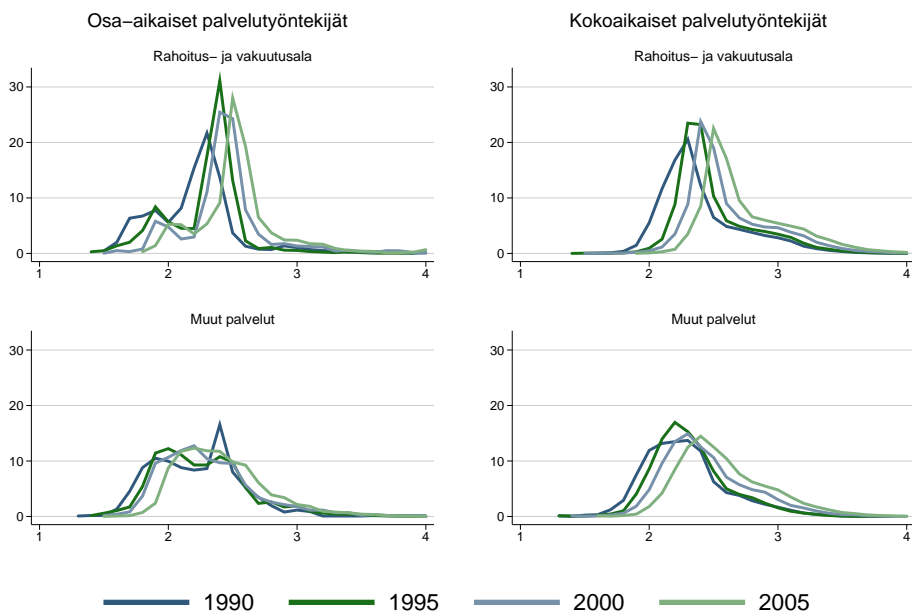 Osa–aikaiset palvelutyöntekijät
Kokoaikaiset palvelutyöntekijät
Rahoitus– ja vakuutusala
Rahoitus– ja vakuutusala
30
20
10
0
1 2 3 4
30
20
10
0
1 2 3 4
Muut palvelut
Muut palvelut
30
20
10
0
1 2 3 4
30
20
10
0
1 2 3 4
1990 1995 2000 2005